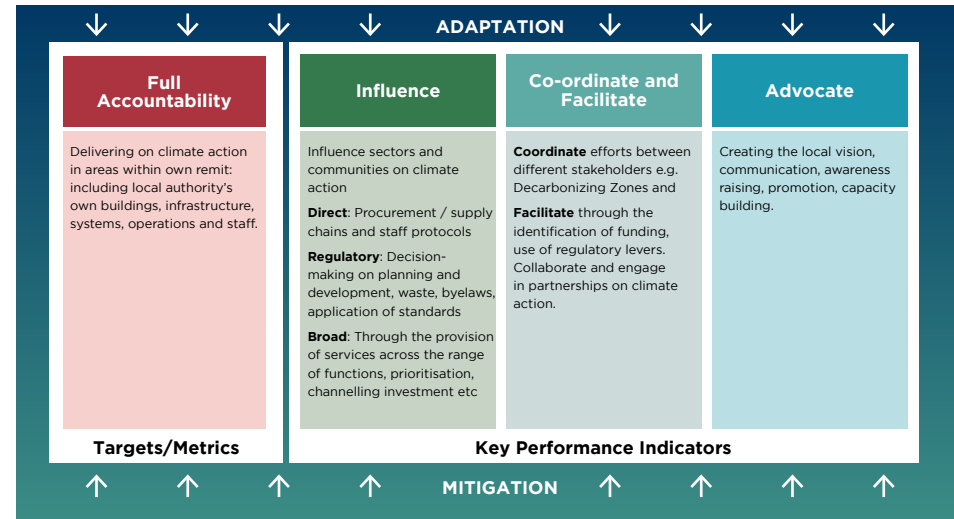 ADAPTATION
Full
Accountability
Delivering on climate action
in areas within own remit:
including local authority's
own buildings, infrastructure,
systems, operations and staff.
Targets/Metrics
Influence
Influence sectors and
communities on climate
action
Direct: Procurement / supply
chains and staff protocols
Regulatory: Decision-
making on planning and
development, waste, byelaws,
application of standards
Broad: Through the provision
of services across the range
of functions, prioritisation,
channelling investment etc
Co-ordinate and
Facilitate
Coordinate efforts between
different stakeholders e.g.
Decarbonizing Zones and
Facilitate through the
identification of funding,
use of regulatory levers.
Collaborate and engage
in partnerships on climate
action.
Advocate
Creating the local vision,
communication, awareness
raising, promotion, capacity
building.
Key Performance Indicators
MITIGATION